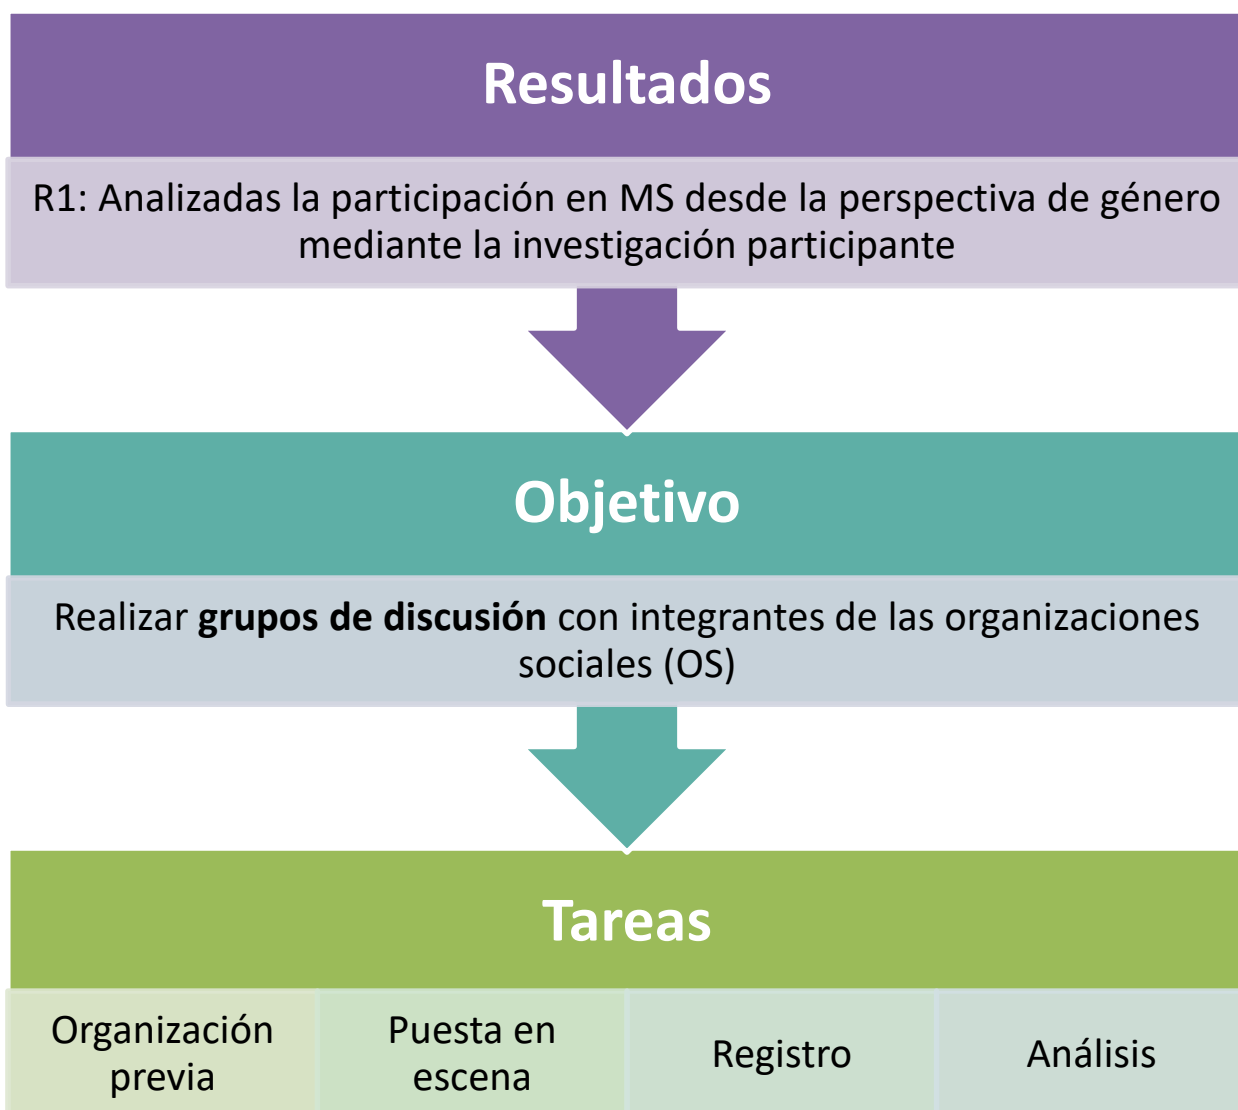 Resultados
R1: Analizadas la participación en MS desde la perspectiva de género
mediante la investigación participante
Objetivo
Realizar grupos de discusión con integrantes de las organizaciones
sociales (OS)
Tareas
Organización
previa
Puesta en
escena
Registro
Análisis